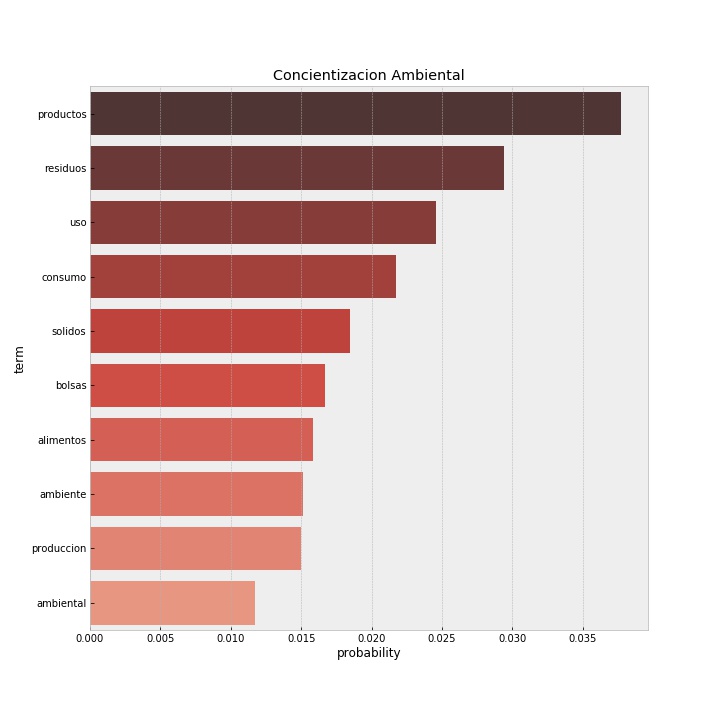 Concientizacion Ambiental
term
productos
residuos
uso
consumo
solidos
bolsas
alimentos
ambiente
produccion
ambiental
0.000 0.005 0.010 0.015 0.020 0.025 0.030 0.035
probability